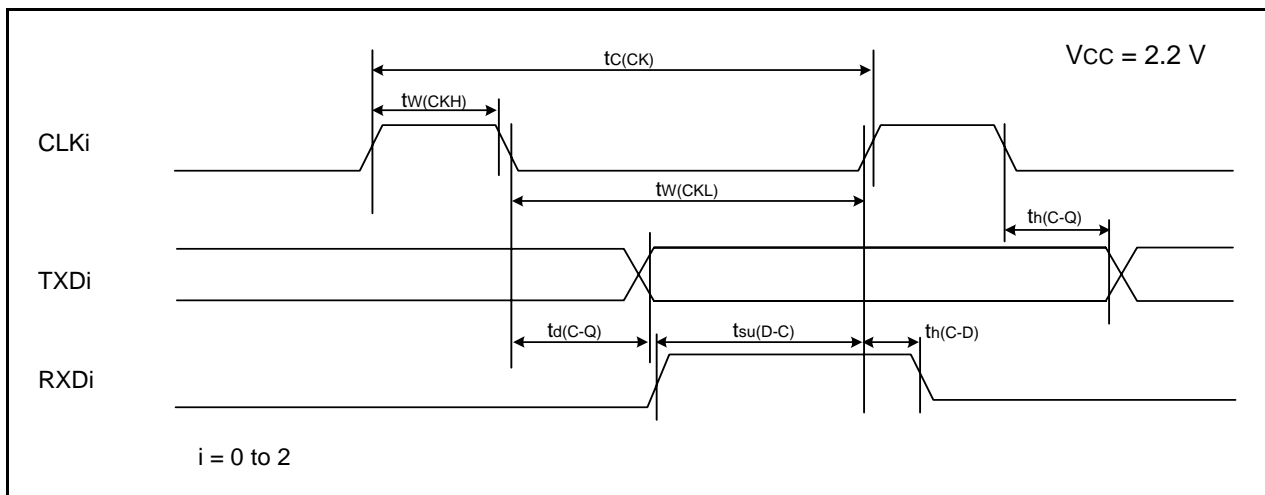 tC(CK)
VCC = 2.2 V
tW(CKH)
CLKi
tW(CKL)
th(C-Q)
TXDi
td(C-Q)
tsu(D-C)
th(C-D)
RXDi
i = 0 to 2